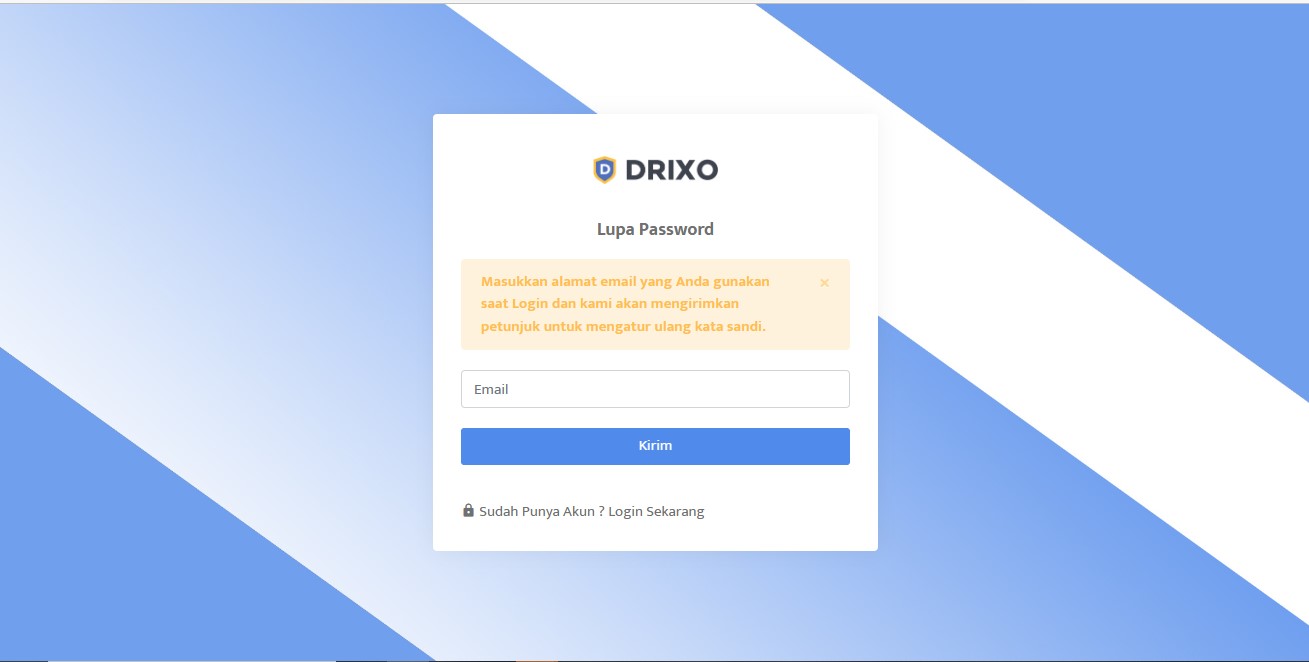 D DRIXO
Lupa Password
Masukkan alamat email yang Anda gunakan
saat Login dan kami akan mengirimkan
petunjuk untuk mengatur ulang kata sandi.
×
Email
Kirim
Sudah Punya Akun ? Login Sekarang